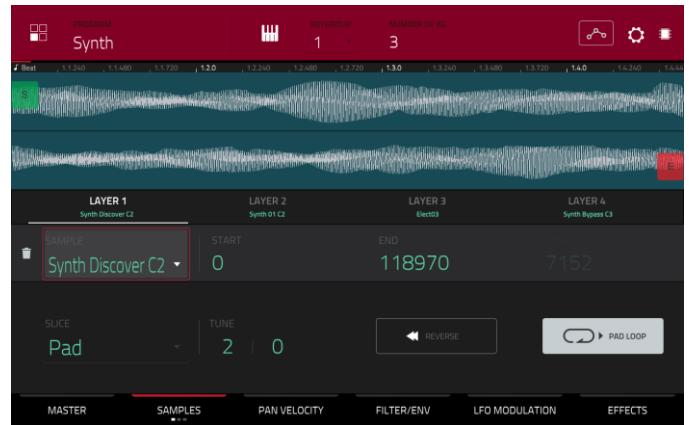 PROGRAM
KEYGROUP
NUMBER OF KG
Synth
1
3
Beat 1.1.240 1.1.480 1.1.720 1.2.0 1.2.240 1.2.480 1.2.720 1.3.0 1.3.240 1.3.480 1.3.720 1.4.0 1.4.240
S
E
LAYER 1 LAYER 2 LAYER 3 LAYER 4
Synth Discover C2 Synth 01 C2 Elect03 Synth Bypass C3
SAMPLE START END
Synth Discover C2 0 118970 7152
SLICE TUNE
Pad 2 0
REVERSE
PAD LOOP
MASTER SAMPLES PAN VELOCITY FILTER/ENV LFO MODULATION EFFECTS